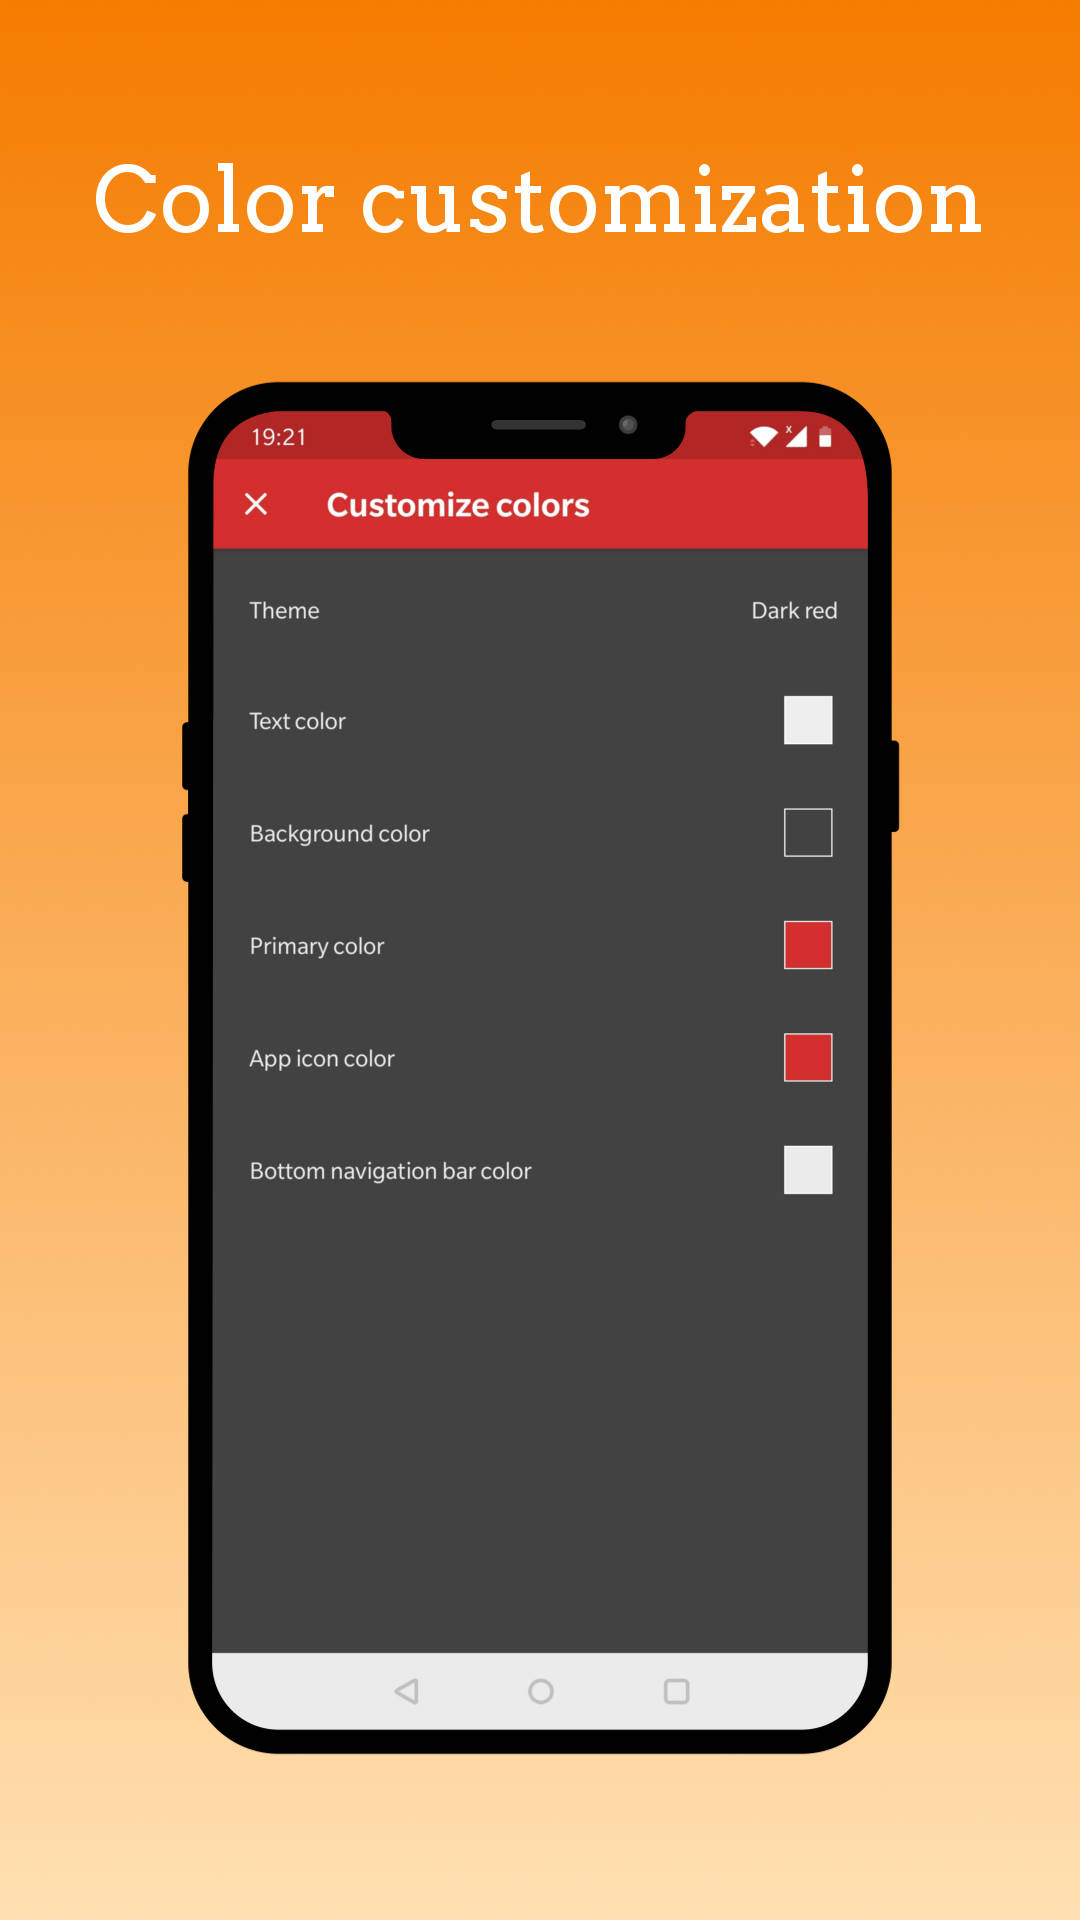 Color customization
19:21
x
Customize colors
Theme Dark red
Text color
Background color
Primary color
App icon color
Bottom navigation bar color